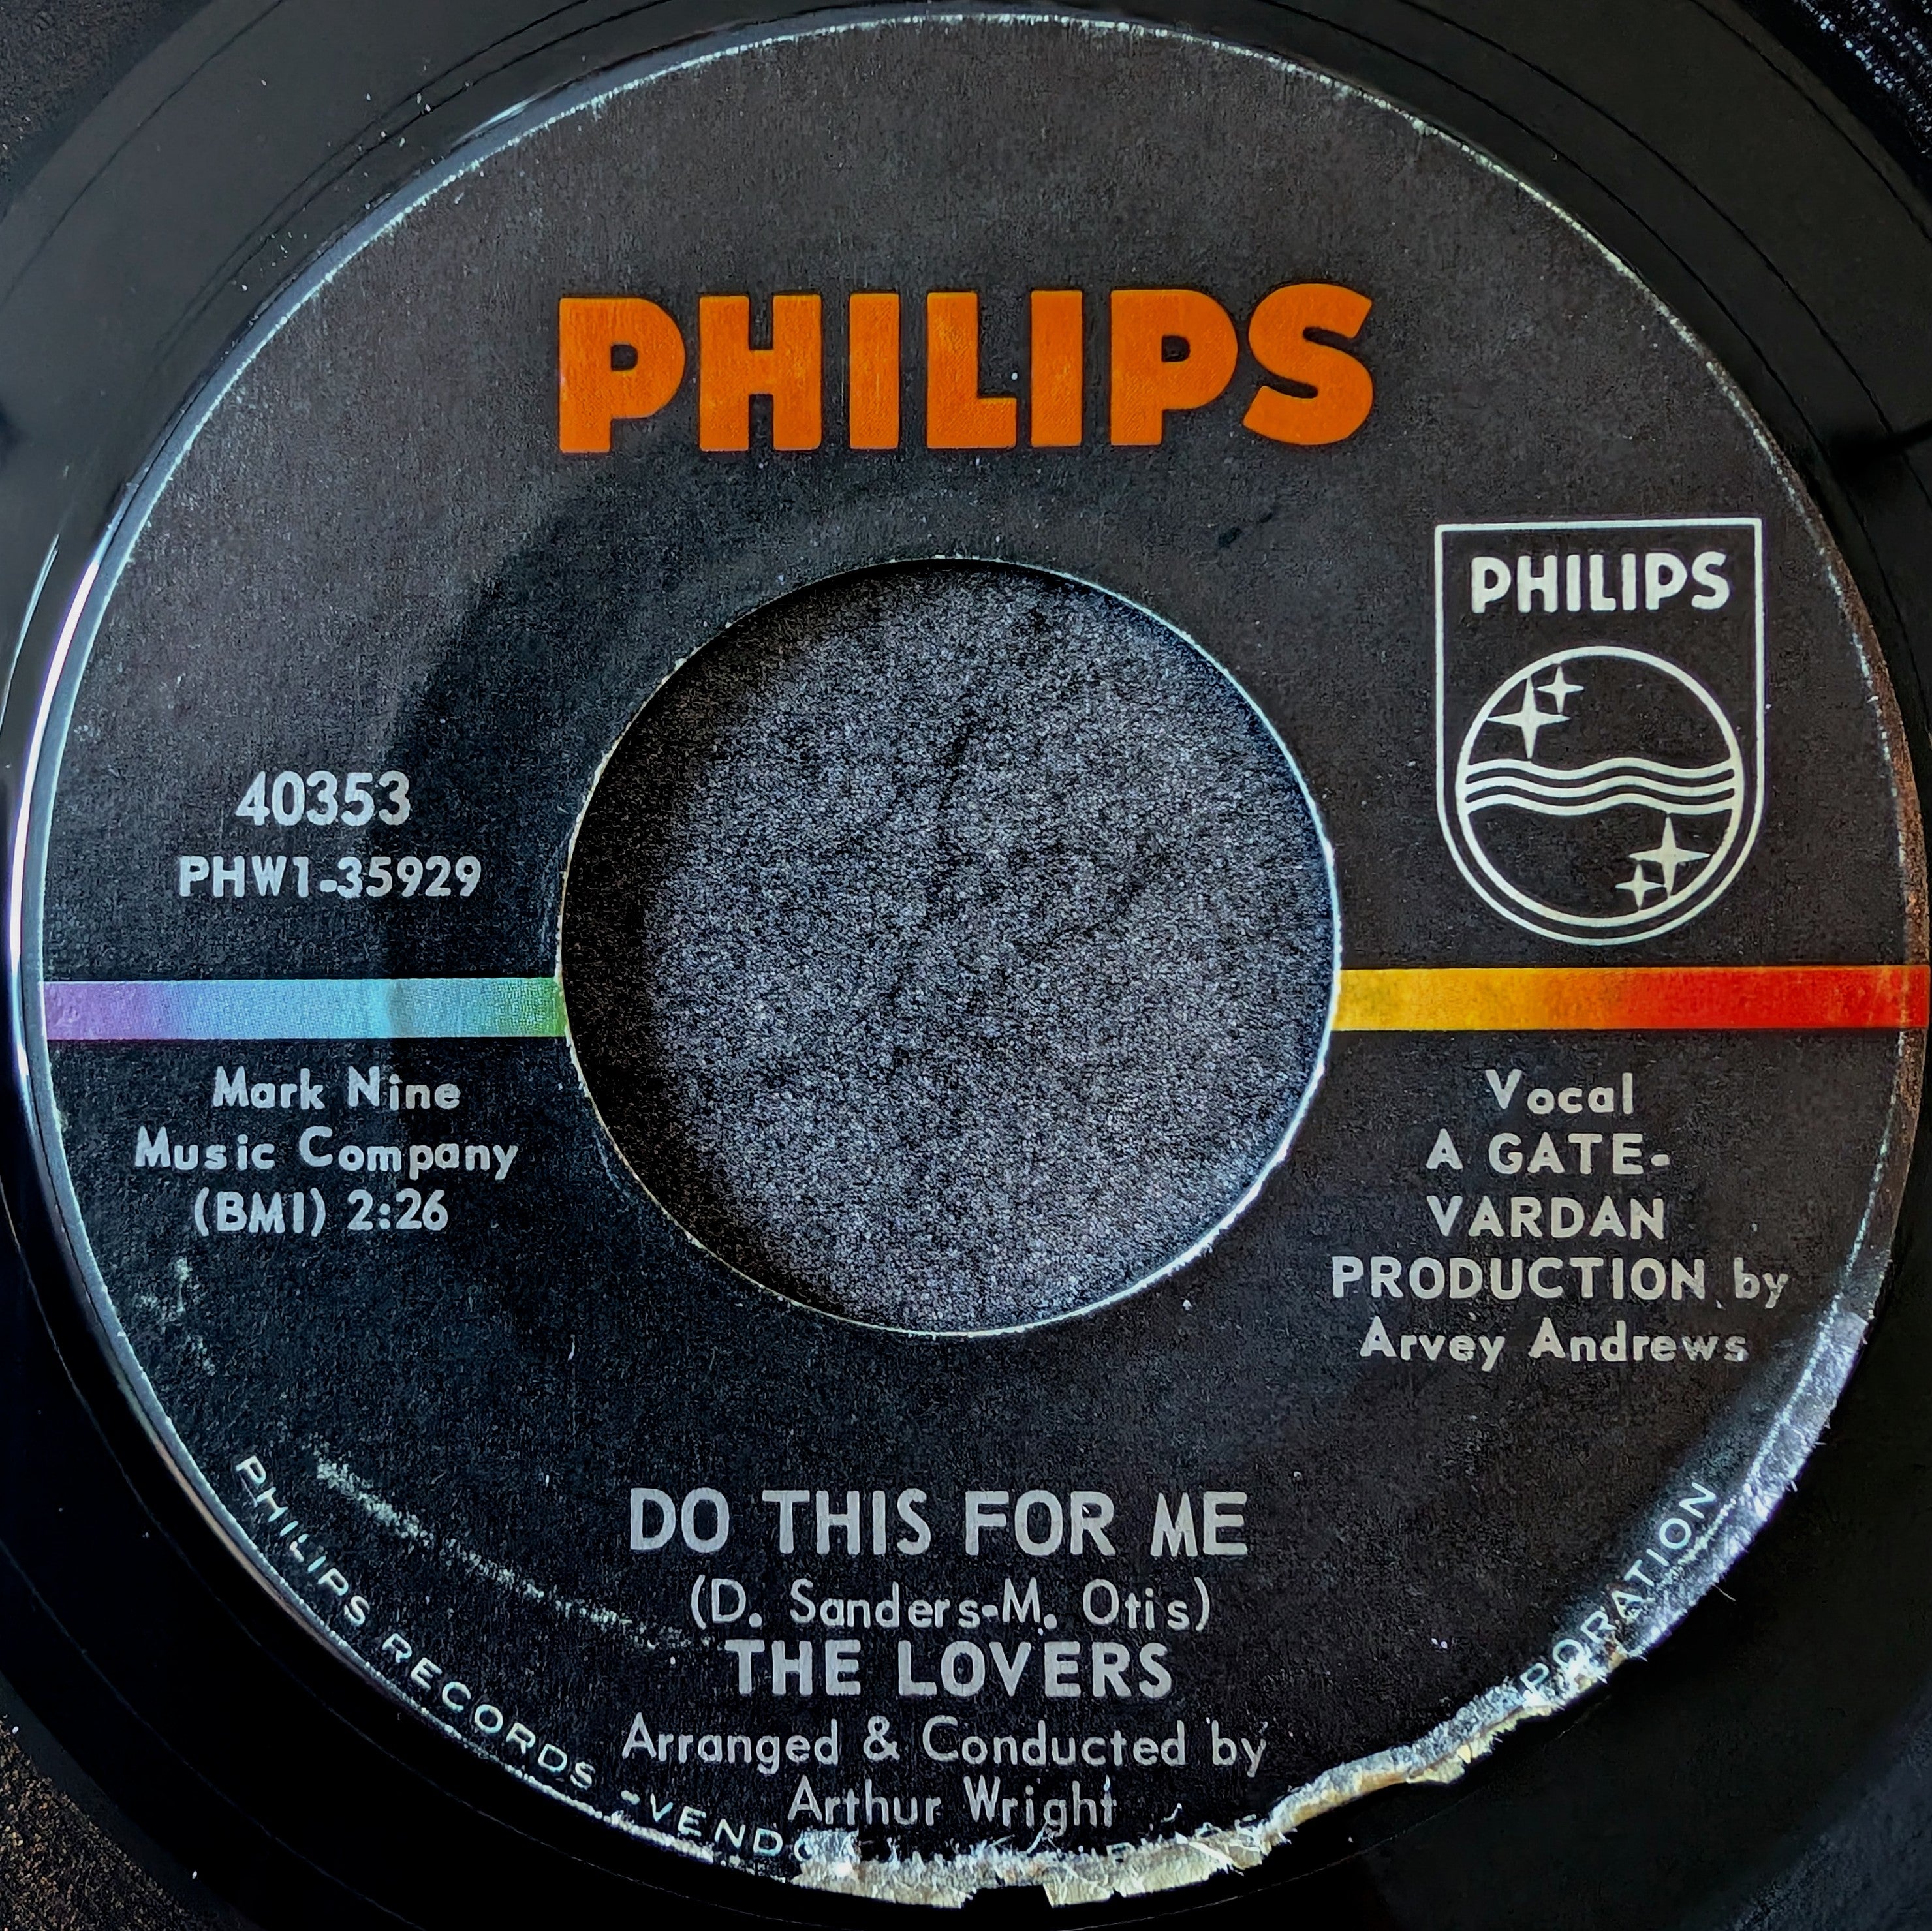 PHILIPS
PHILIPS
40353
PHW1-35929
Mark Nine
Music Company
(BMI) 2:26
Vocal
A GATE-
VARDAN
PRODUCTION by
Arvey Andrews
DO THIS FOR ME
(D. Sanders-M. Otis)
THE LOVERS
Arranged & Conducted by
Arthur Wright
PHILIPS RECORDS